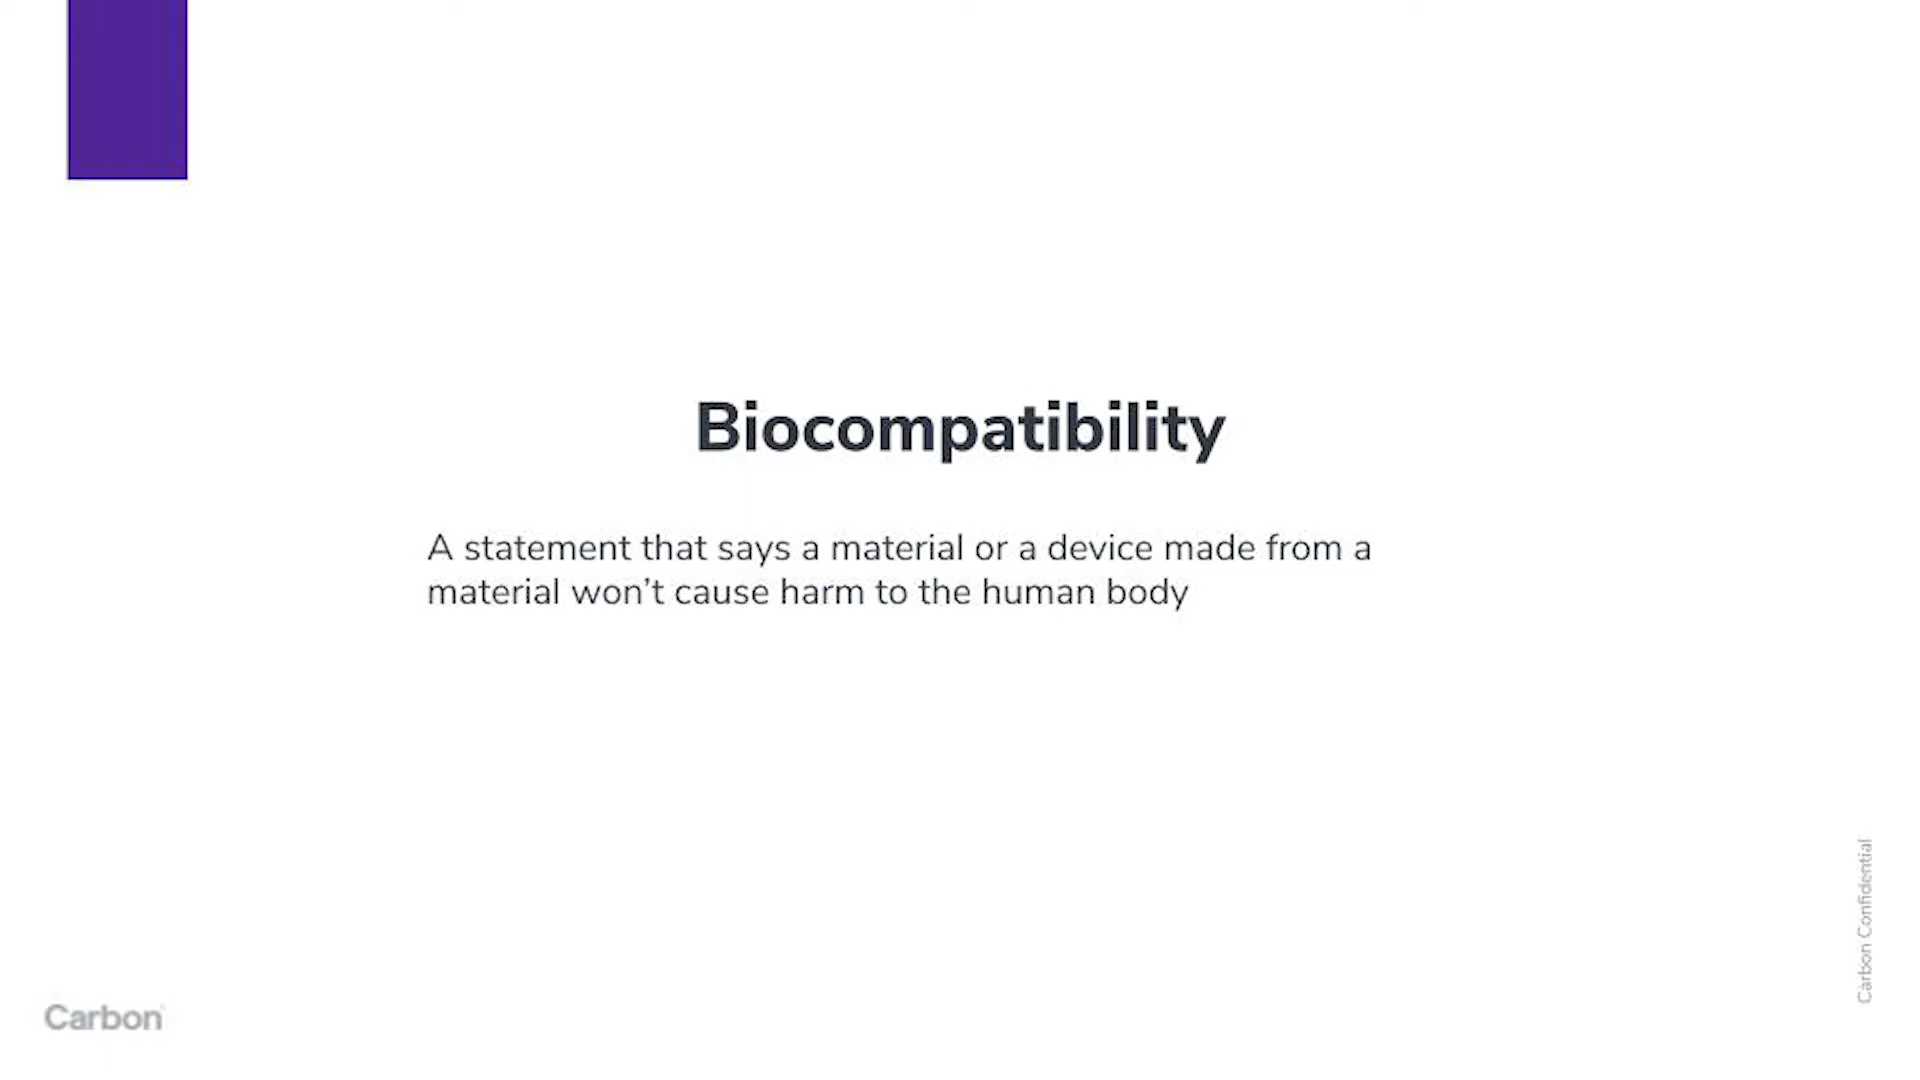 Biocompatibility
A statement that says a material or a device made from a
material won’t cause harm to the human body
Carbon Confidential
Carbon